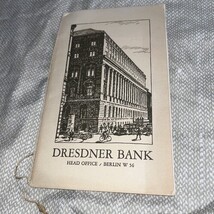 DRESDNER BANK
HEAD OFFICE / BERLIN W 56